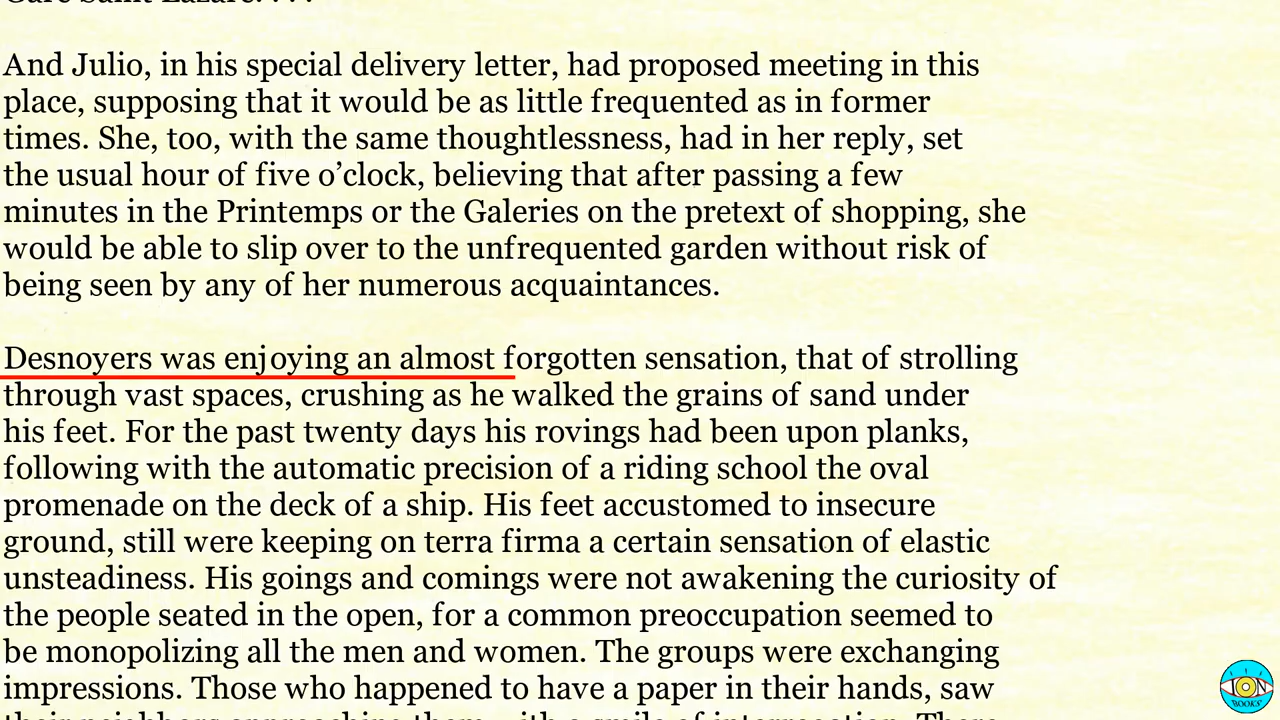 And Julio, in his special delivery letter, had proposed meeting in this
place, supposing that it would be as little frequented as in former
times. She, too, with the same thoughtlessness, had in her reply, set
the usual hour of five o’clock, believing that after passing a few
minutes in the Printemps or the Galeries on the pretext of shopping, she
would be able to slip over to the unfrequented garden without risk of
being seen by any of her numerous acquaintances.
Desnoyers was enjoying an almost forgotten sensation, that of strolling
through vast spaces, crushing as he walked the grains of sand under
his feet. For the past twenty days his rovings had been upon planks,
following with the automatic precision of a riding school the oval
promenade on the deck of a ship. His feet accustomed to insecure
ground, still were keeping on terra firma a certain sensation of elastic
unsteadiness. His goings and comings were not awakening the curiosity of
the people seated in the open, for a common preoccupation seemed to
be monopolizing all the men and women. The groups were exchanging
impressions. Those who happened to have a paper in their hands, saw
ION
BOOKS